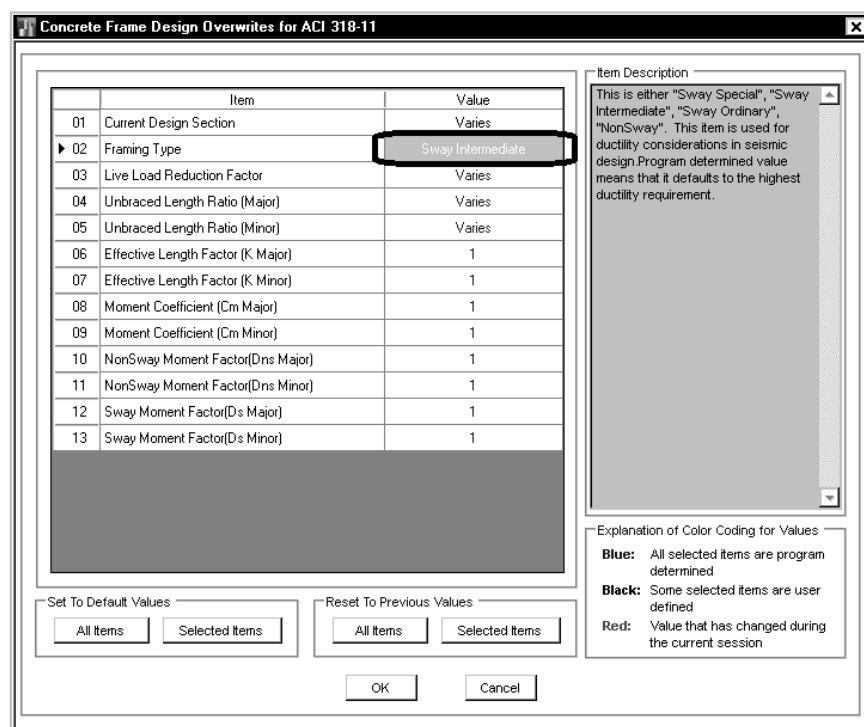 Concrete Frame Design Overwrites for ACI 318-11
Item Value
01 Current Design Section Varies
02 Framing Type Sway Intermediate
03 Live Load Reduction Factor Varies
04 Unbraced Length Ratio (Major) Varies
05 Unbraced Length Ratio (Minor) Varies
06 Effective Length Factor (K Major) 1
07 Effective Length Factor (K Minor) 1
08 Moment Coefficient (Cm Major) 1
09 Moment Coefficient (Cm Minor) 1
10 NonSway Moment Factor(Dns Major) 1
11 NonSway Moment Factor(Dns Minor) 1
12 Sway Moment Factor(Ds Major) 1
13 Sway Moment Factor(Ds Minor) 1
Set To Default Values
All Items Selected Items
Reset To Previous Values
All Items Selected Items
Item Description
This is either "Sway Special", "Sway
Intermediate", "Sway Ordinary",
"NonSway". This item is used for
ductility considerations in seismic
design.Program determined value
means that it defaults to the highest
ductility requirement.
Explanation of Color Coding for Values
Blue: All selected items are program
determined
Black: Some selected items are user
defined
Red: Value that has changed during
the current session
OK Cancel